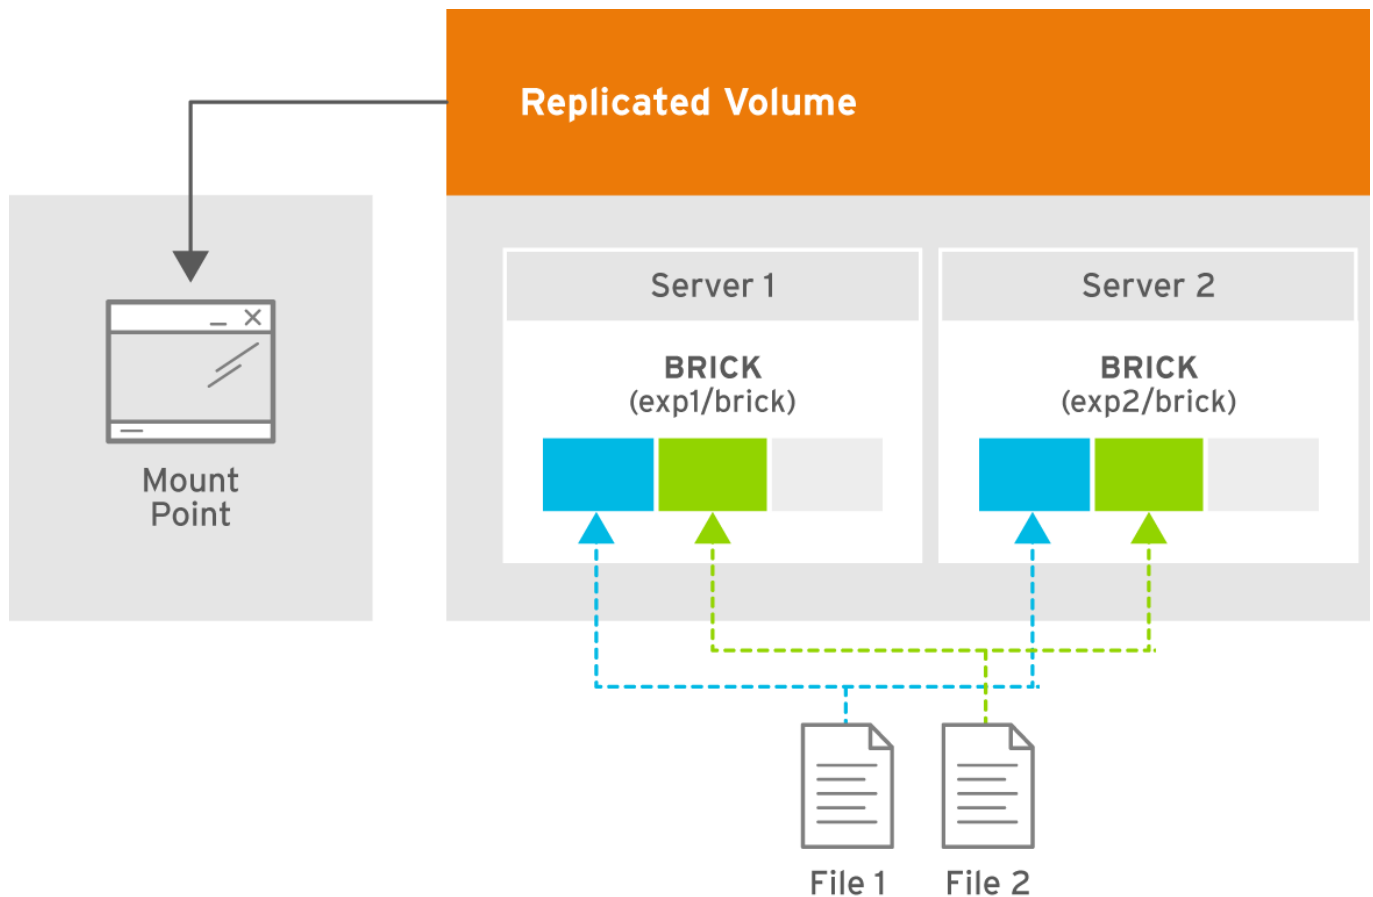 Replicated Volume
Server 1
Server 2
BRICK
(exp1/brick)
BRICK
(exp2/brick)
Mount
Point
File 1
File 2